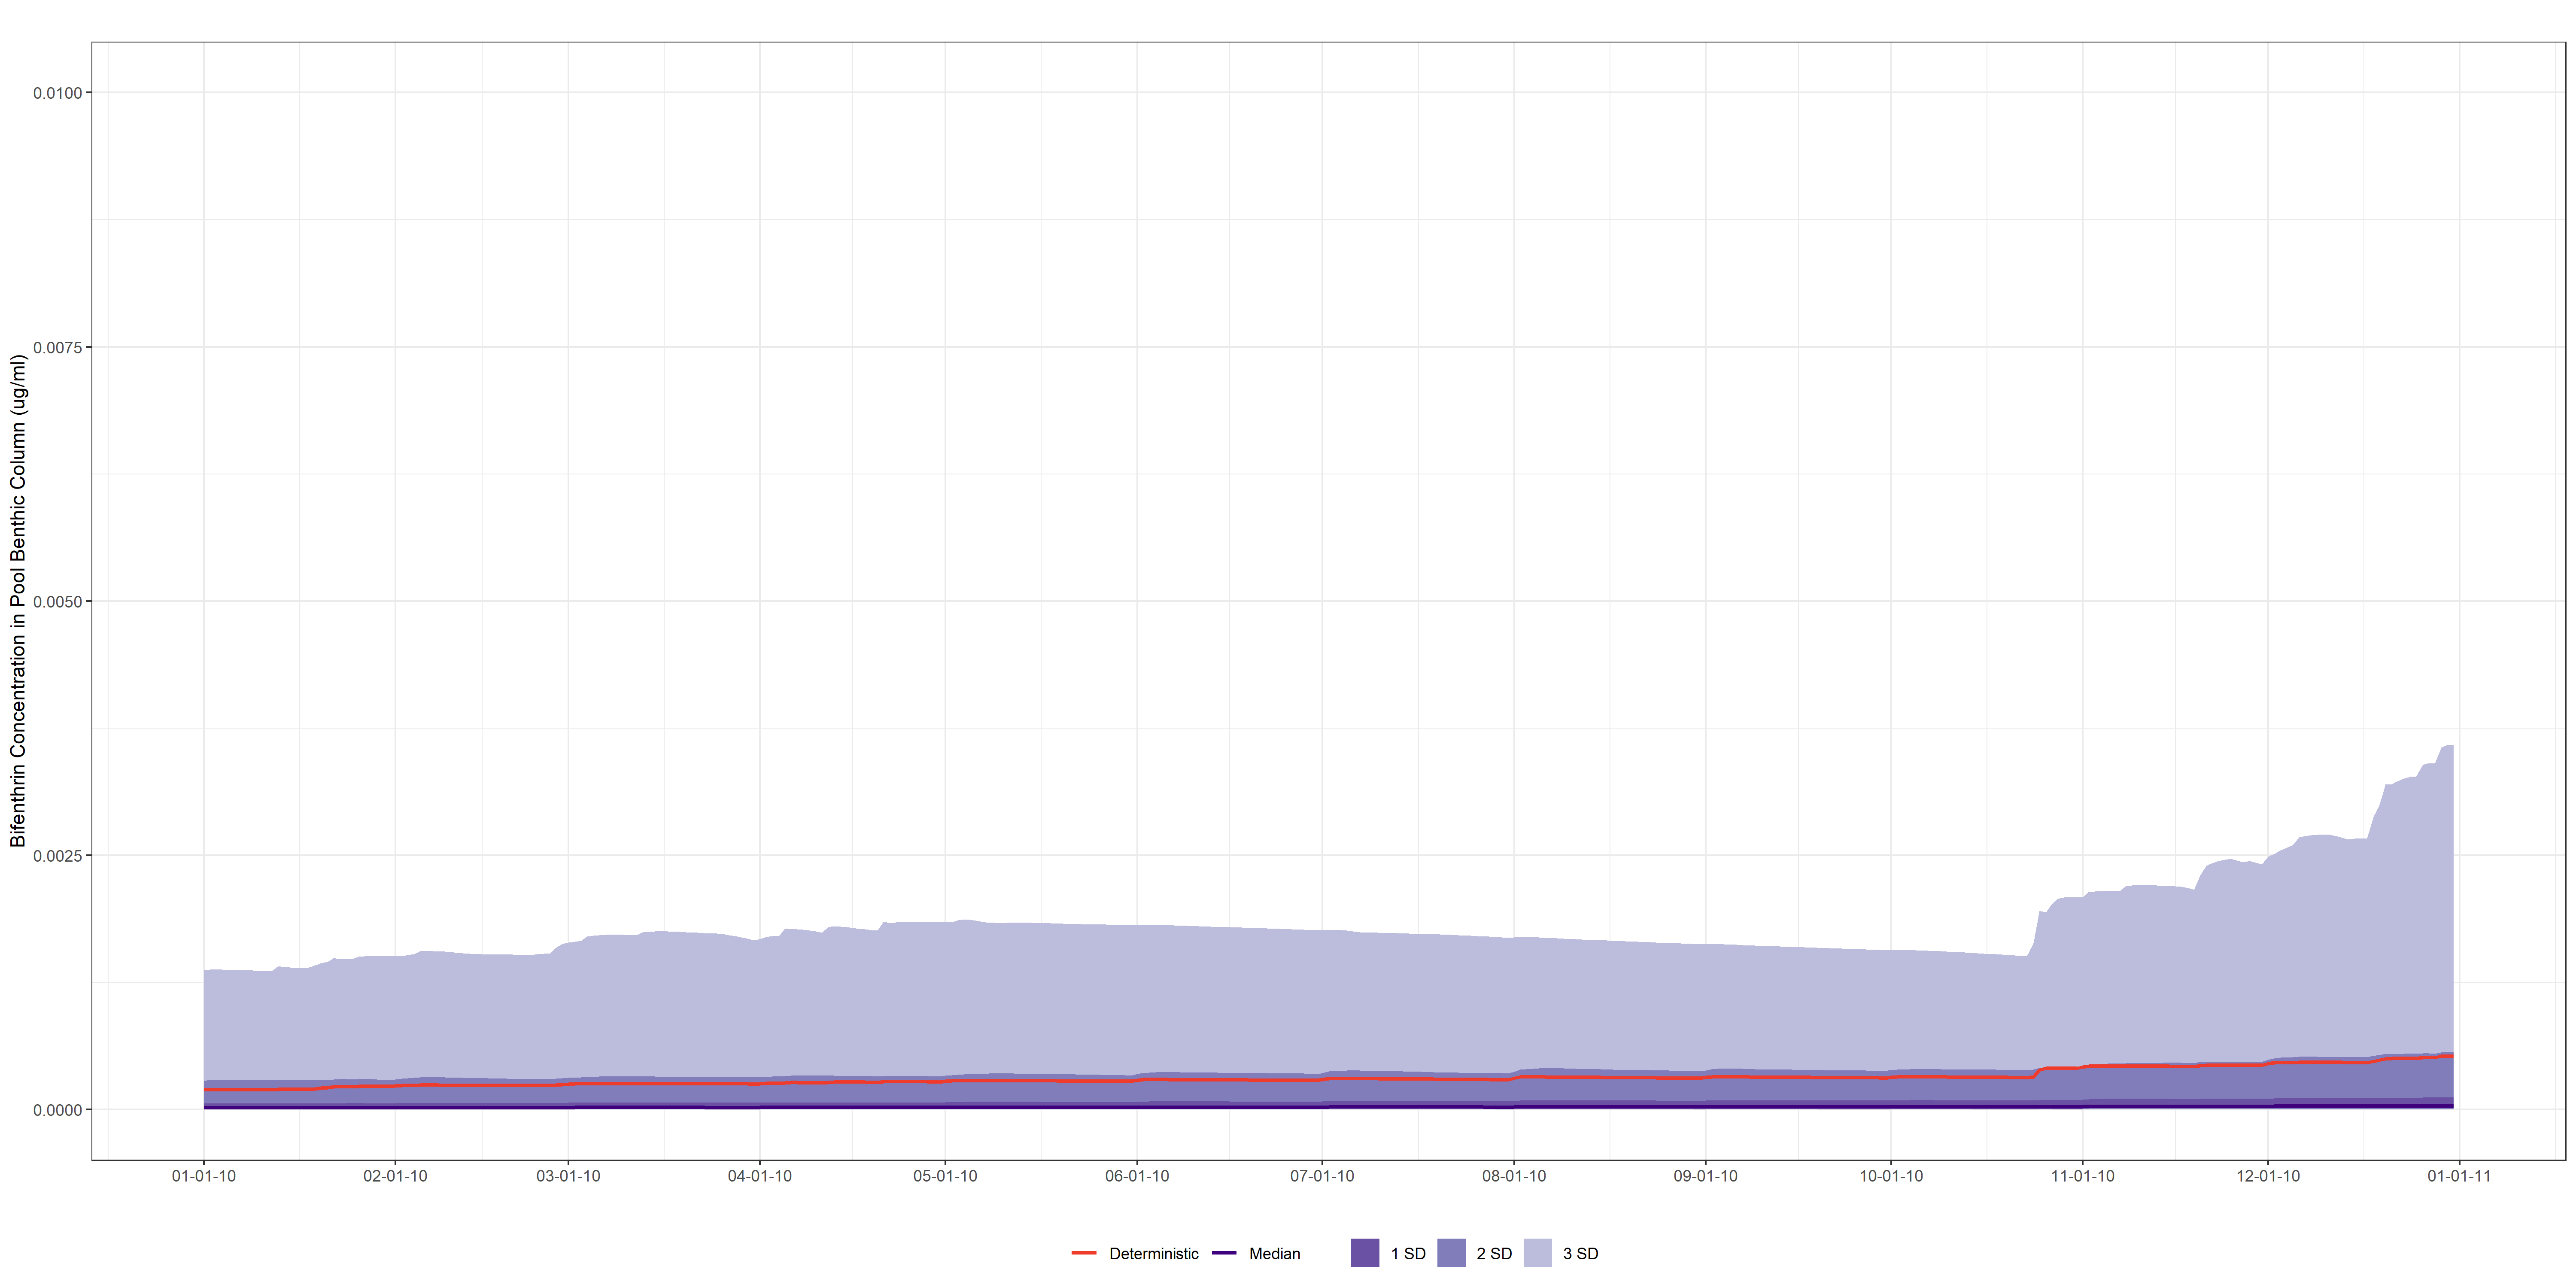 Bifenthrin Concentration in Pool Benthic Column (ug/ml)
0.0100
0.0075
0.0050
0.0025
0.0000
01-01-10 02-01-10 03-01-10 04-01-10 05-01-10 06-01-10 07-01-10 08-01-10 09-01-10 10-01-10 11-01-10 12-01-10 01-01-11
Deterministic Median 1 SD 2 SD 3 SD